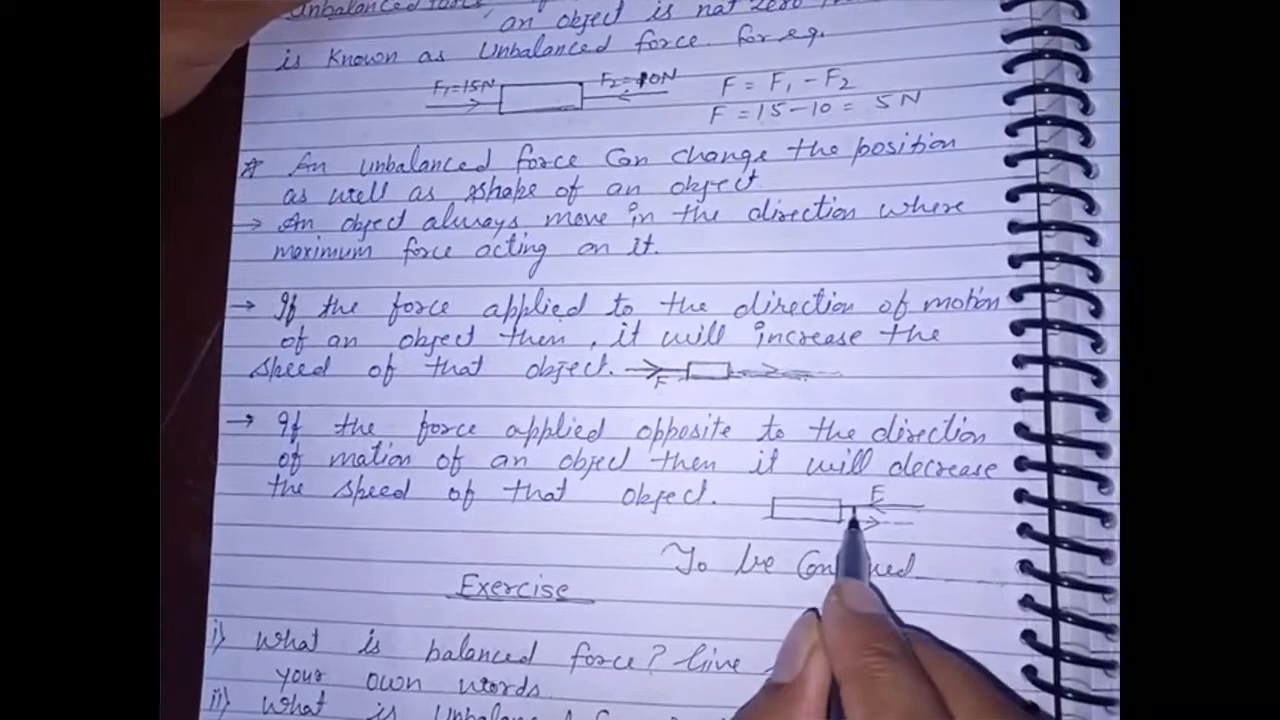 Unbalanced force,
an object is not zero
is Known as Unbalanced force. For eg.
F₁=15N F₂=10N F = F₁ - F₂
F = 15-10 = 5 N
* An unbalanced force Can change the position
as well as shape of an object
→ An object always move in the direction where
maximum force acting on it.
→ If the force applied to the direction of motion
of an object then, it will increase the
speed of that object. F
→ If the force applied opposite to the direction
of motion of an object then it will decrease
the speed of that object. F
To be
Exercise
i) What is balanced force? Give
your own words.
ii) What is